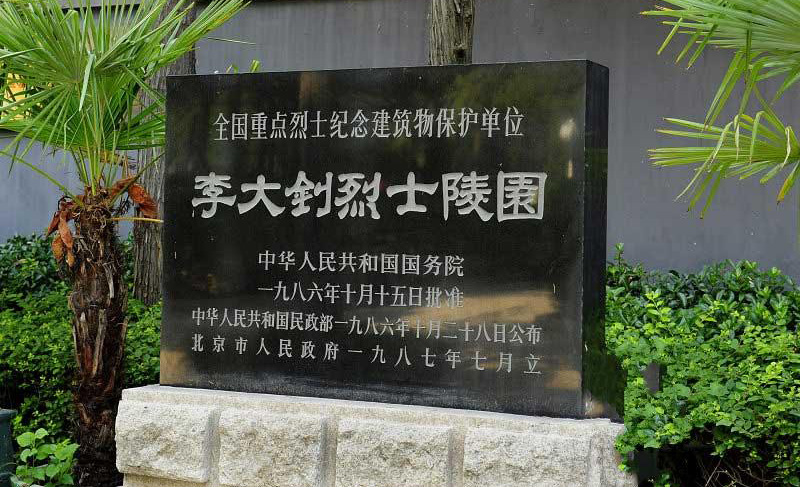 全国重点烈士纪念建筑物保护单位
李大釗烈士陵園
中华人民共和国国务院
一九八六年十月十五日批准
中华人民共和国民政部一九八六年十月二十八日公布
北京市人民政府一九八七年七月立